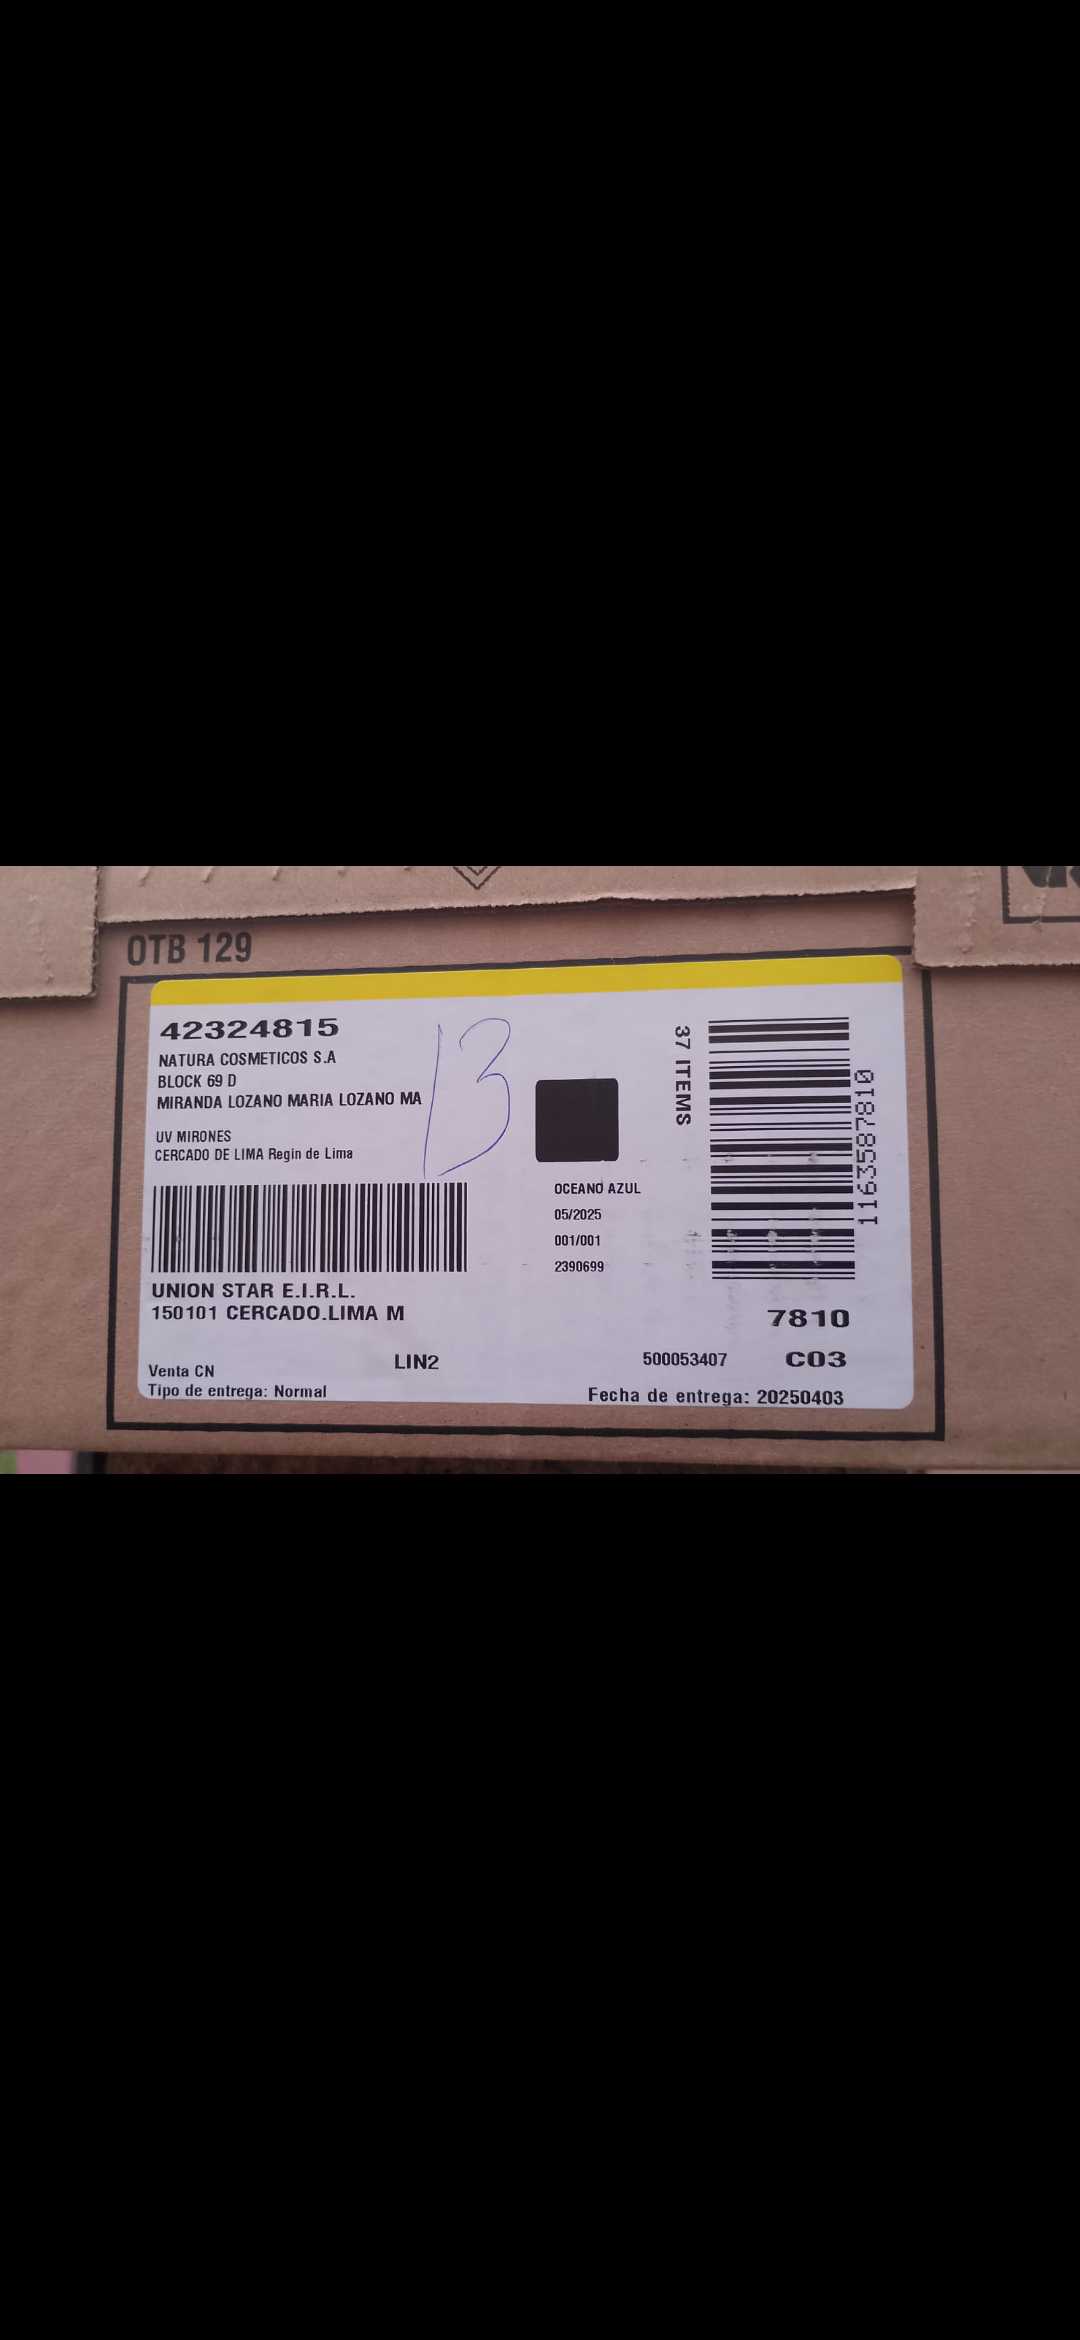 OTB 129
42324815
NATURA COSMETICOS S.A
BLOCK 69 D
MIRANDA LOZANO MARIA LOZANO MA
UV MIRONES
CERCADO DE LIMA Regin de Lima
13
37 ITEMS
1163587810
OCEANO AZUL
05/2025
001/001
2390699
UNION STAR E.I.R.L.
150101 CERCADO.LIMA M
7810
Venta CN
LIN2
500053407
C03
Tipo de entrega: Normal
Fecha de entrega: 20250403